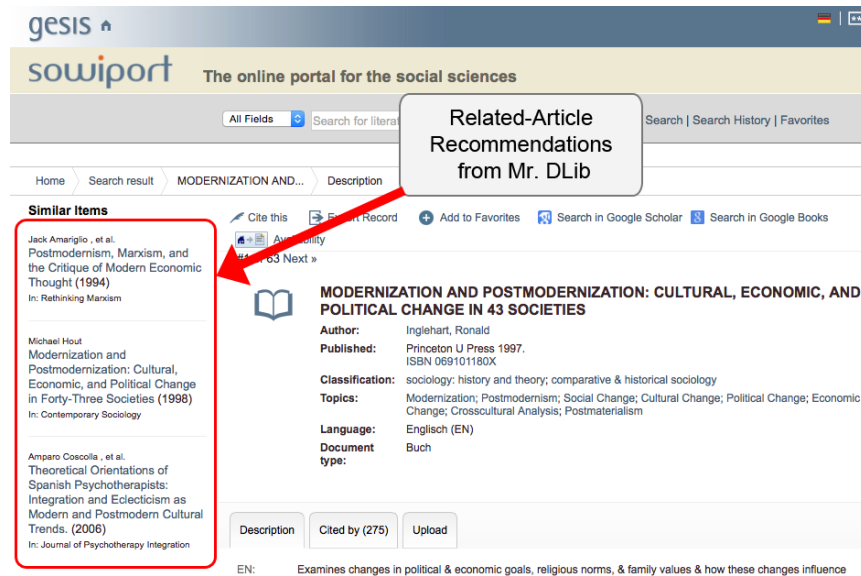 gesis
sowiport The online portal for the social sciences
All Fields Search for literat
Search | Search History | Favorites
Related-Article
Recommendations
from Mr. DLib
Home Search result MODERNIZATION AND... Description
Similar Items
Jack Amariglio , et al.
Postmodernism, Marxism, and
the Critique of Modern Economic
Thought (1994)
In: Rethinking Marxism
Michael Hout
Modernization and
Postmodernization: Cultural,
Economic, and Political Change
in Forty-Three Societies (1998)
In: Contemporary Sociology
Amparo Coscolla , et al.
Theoretical Orientations of
Spanish Psychotherapists:
Integration and Eclecticism as
Modern and Postmodern Cultural
Trends. (2006)
In: Journal of Psychotherapy Integration
Cite this Record Add to Favorites Search in Google Scholar Search in Google Books
63 Next »
MODERNIZATION AND POSTMODERNIZATION: CULTURAL, ECONOMIC, AND
POLITICAL CHANGE IN 43 SOCIETIES
Author: Inglehart, Ronald
Published: Princeton U Press 1997.
ISBN 069101180X
Classification: sociology: history and theory; comparative & historical sociology
Topics: Modernization; Postmodernism; Social Change; Cultural Change; Political Change; Economic
Change; Crosscultural Analysis; Postmaterialism
Language: Englisch (EN)
Document Buch
type:
Description Cited by (275) Upload
EN: Examines changes in political & economic goals, religious norms, & family values & how these changes influence